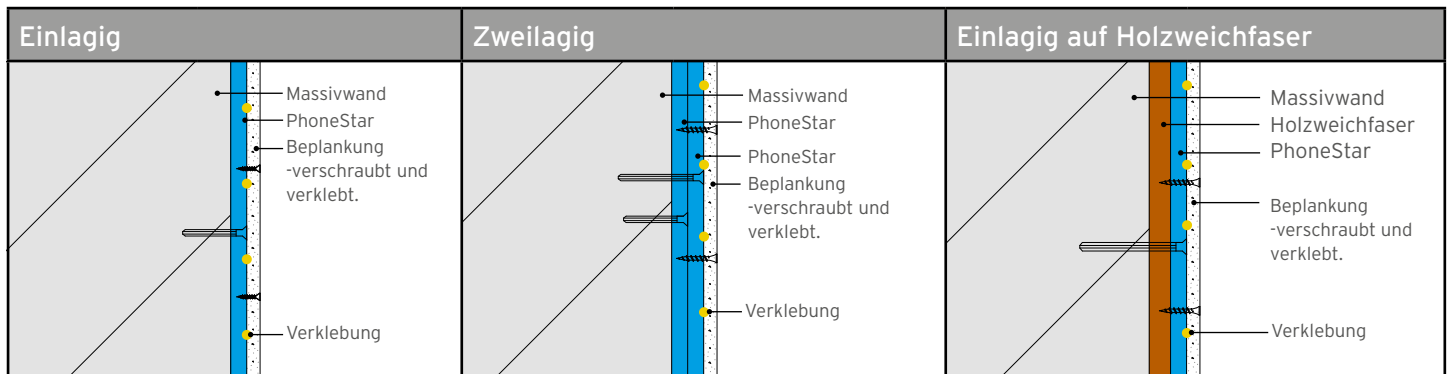 Einlagig
Massivwand
PhoneStar
Beplankung
-verschraubt und
verklebt.
Verklebung
Zweilagig
Massivwand
PhoneStar
PhoneStar
Beplankung
-verschraubt und
verklebt.
Verklebung
Einlagig auf Holzweichfaser
Massivwand
Holzweichfaser
PhoneStar
Beplankung
-verschraubt und
verklebt.
Verklebung